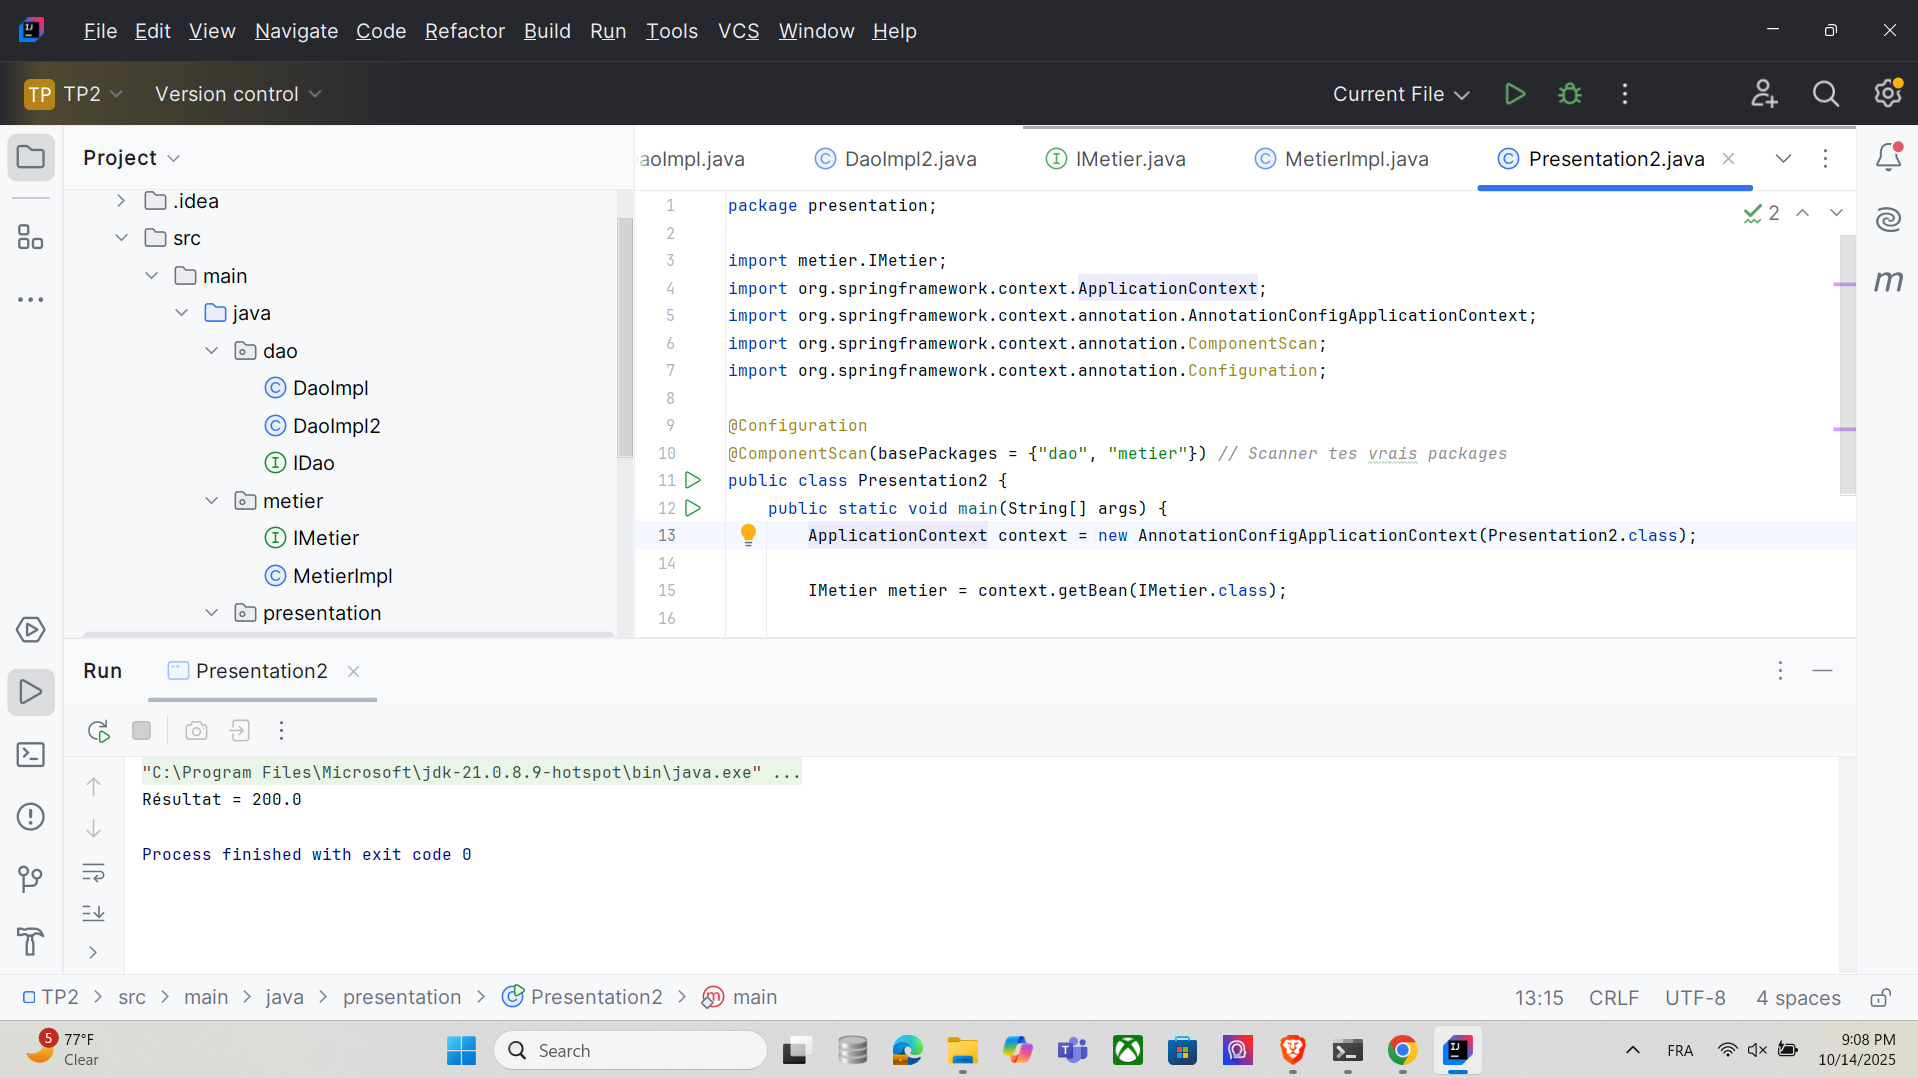 File Edit View Navigate Code Refactor Build Run Tools VCS Window Help
TP TP2 Version control Current File
Project
.idea
src
main
java
dao
DaoImpl
DaoImpl2
IDao
metier
IMetier
MetierImpl
presentation
aoImpl.java DaoImpl2.java IMetier.java MetierImpl.java Presentation2.java
2
1 package presentation;
2
3 import metier.IMetier;
4 import org.springframework.context.ApplicationContext;
5 import org.springframework.context.annotation.AnnotationConfigApplicationContext;
6 import org.springframework.context.annotation.ComponentScan;
7 import org.springframework.context.annotation.Configuration;
8
9 @Configuration
10 @ComponentScan(basePackages = {"dao", "metier"}) // Scanner tes vrais packages
11 public class Presentation2 {
12 public static void main(String[] args) {
13 ApplicationContext context = new AnnotationConfigApplicationContext(Presentation2.class);
14
15 IMetier metier = context.getBean(IMetier.class);
16
Run Presentation2
"C:\Program Files\Microsoft\jdk-21.0.8.9-hotspot\bin\java.exe" ...
Résultat = 200.0
Process finished with exit code 0
TP2 > src > main > java > presentation > Presentation2 > main
13:15 CRLF UTF-8 4 spaces
5 77°F
Clear
Search
FRA
9:08 PM
10/14/2025